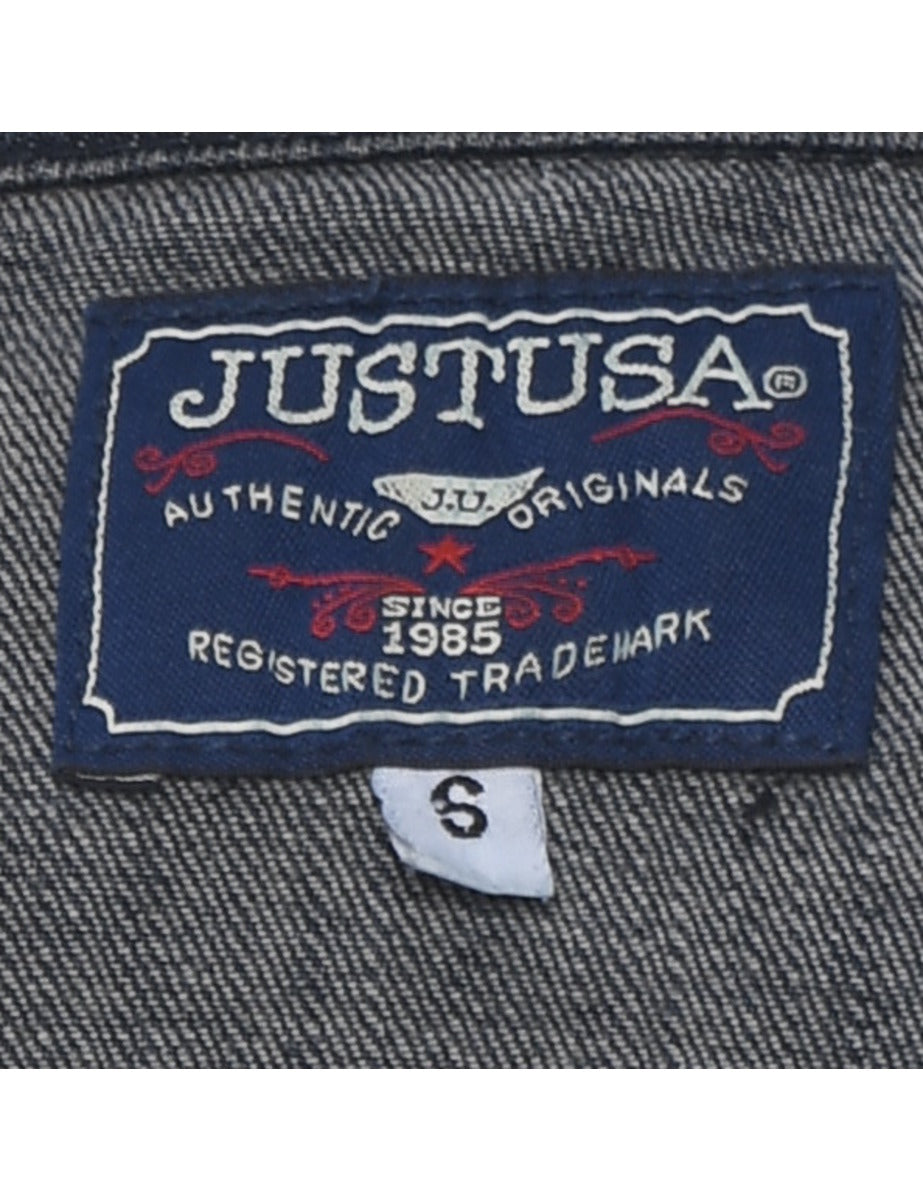 JUSTUSA®
AUTHENTIC J.U. ORIGINALS
SINCE
1985
REGISTERED TRADEMARK
S